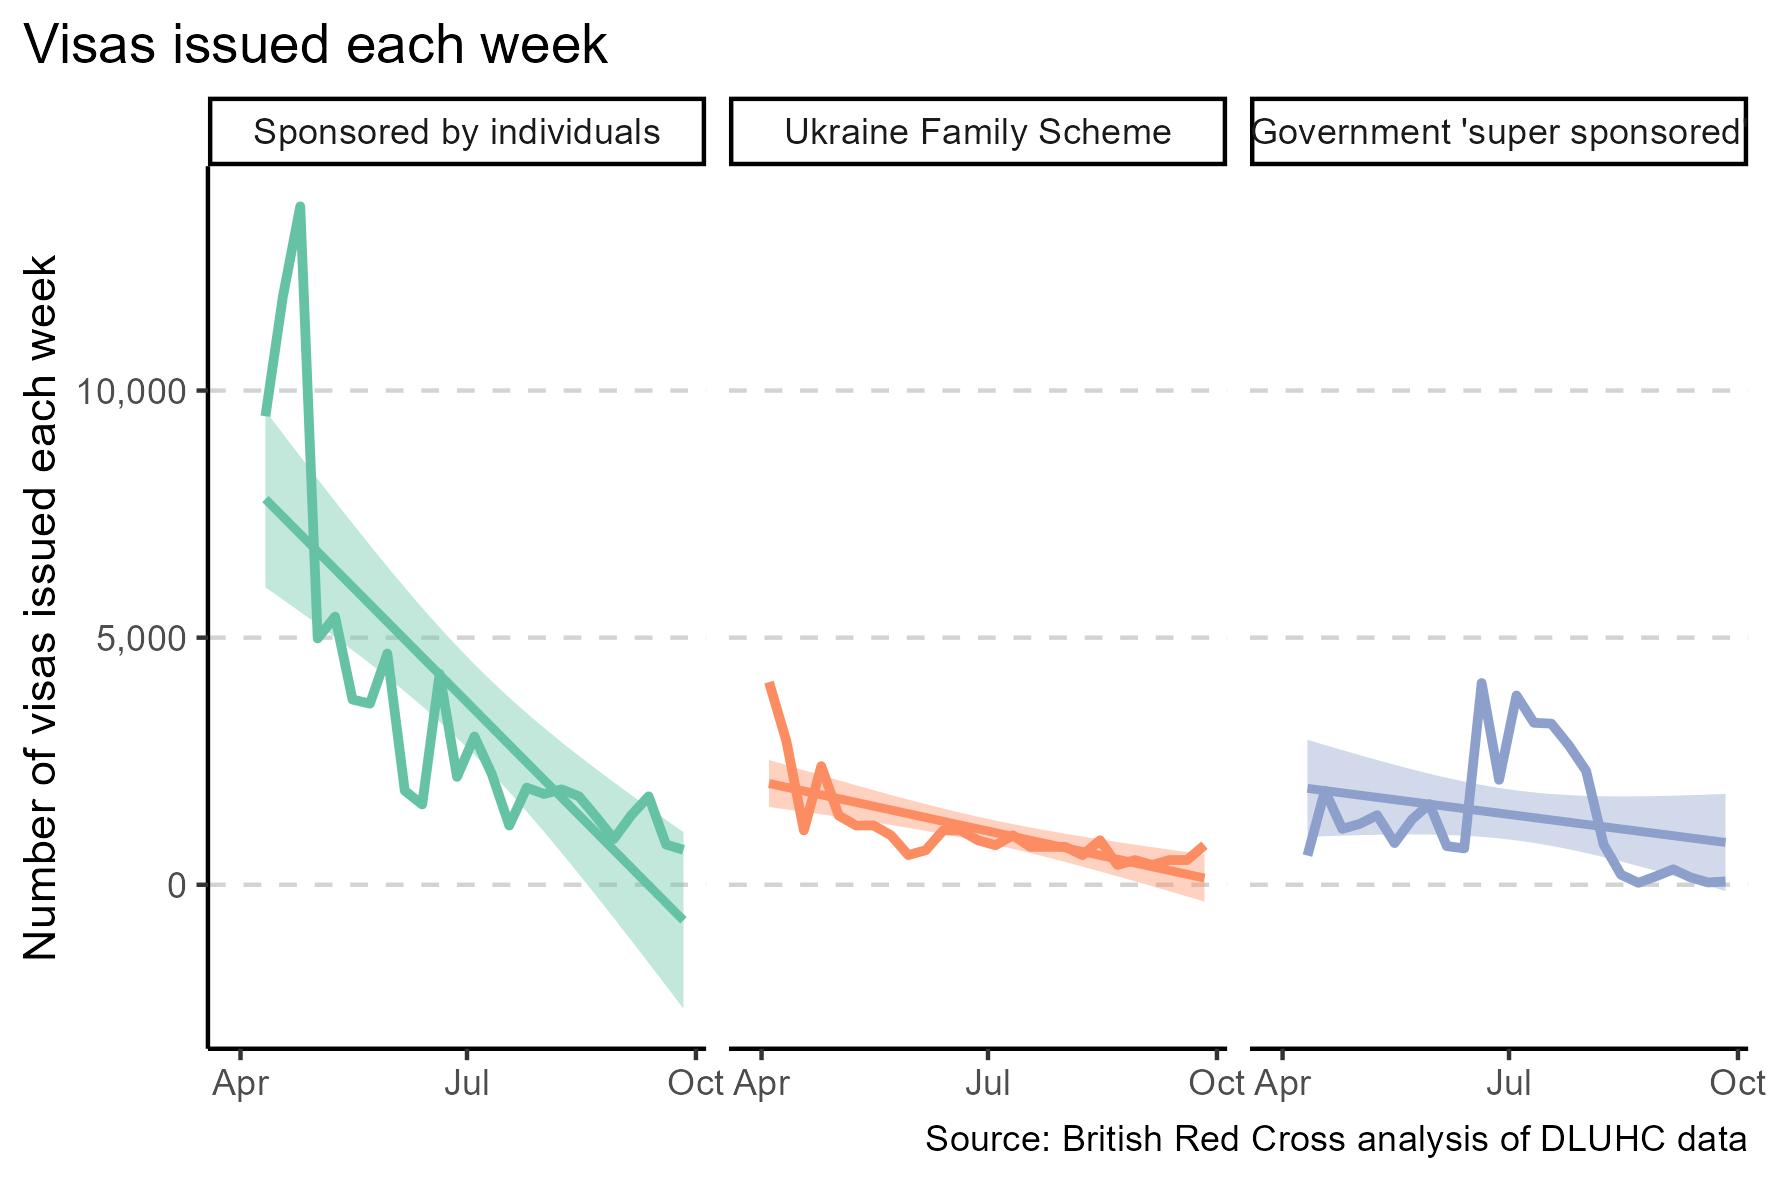 Visas issued each week
Sponsored by individuals
Ukraine Family Scheme
Government 'super sponsored'
Number of visas issued each week
10,000
5,000
0
Apr Jul Oct Apr Jul Oct Apr Jul Oct
Source: British Red Cross analysis of DLUHC data